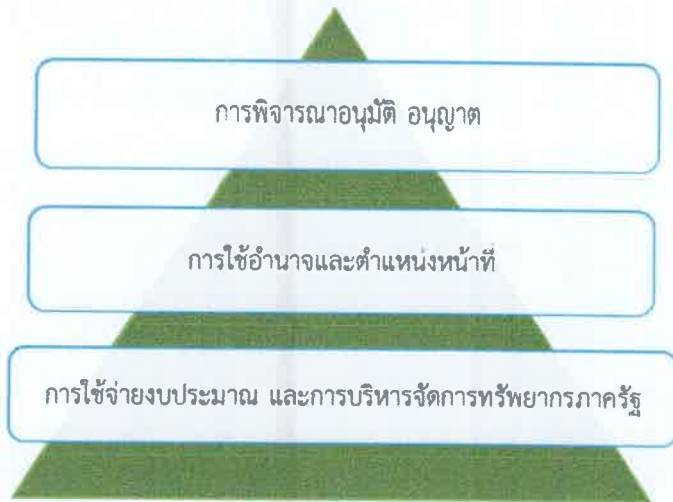 การพิจารณาอนุมัติ อนุญาต
การใช้อำนาจและตำแหน่งหน้าที่
การใช้จ่ายงบประมาณ และการบริหารจัดการทรัพยากรภาครัฐ